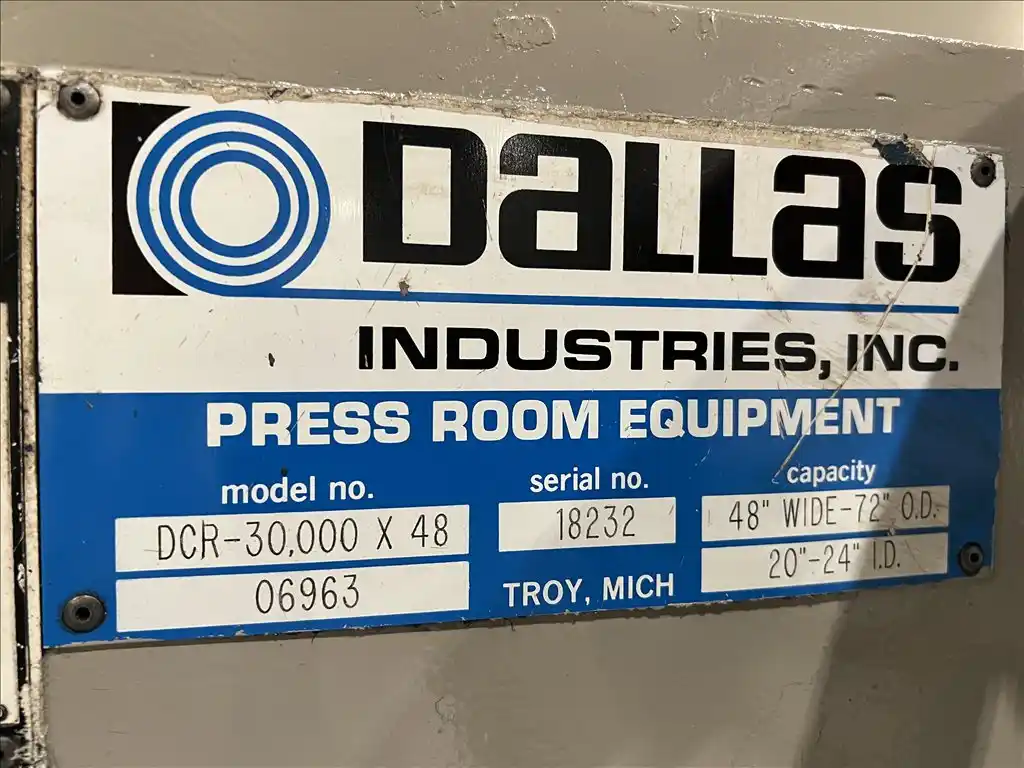 DaLLas
INDUSTRIES, INC.
PRESS ROOM EQUIPMENT
model no.
serial no.
capacity
DCR-30,000 X 48
18232
48" WIDE-72" O.D.
06963
TROY, MICH
20"-24" I.D.